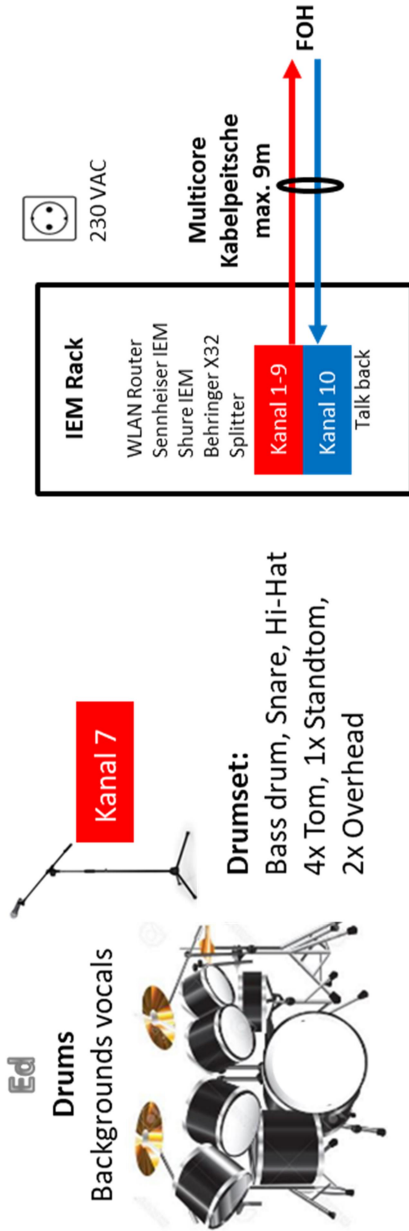 Ed
Drums
Backgrounds vocals
Kanal 7
Drumset:
Bass drum, Snare, Hi-Hat
4x Tom, 1x Standtom,
2x Overhead
IEM Rack
WLAN Router
Sennheiser IEM
Shure IEM
Behringer X32
Splitter
Kanal 1-9
Kanal 10
Talk back
230 VAC
Multicore
Kabelpeitsche
max. 9m
FOH